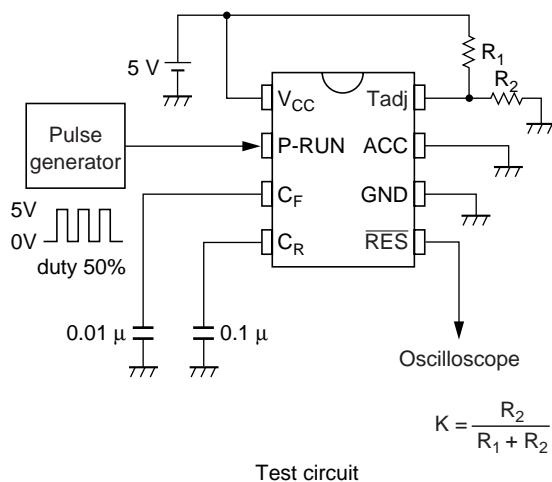 5 V
R1
R2
VCC
Tadj
Pulse
generator
P-RUN
ACC
CF
GND
5V
0V
duty 50%
CR
RES
0.01 μ
0.1 μ
Oscilloscope
K = R2 / R1 + R2
Test circuit